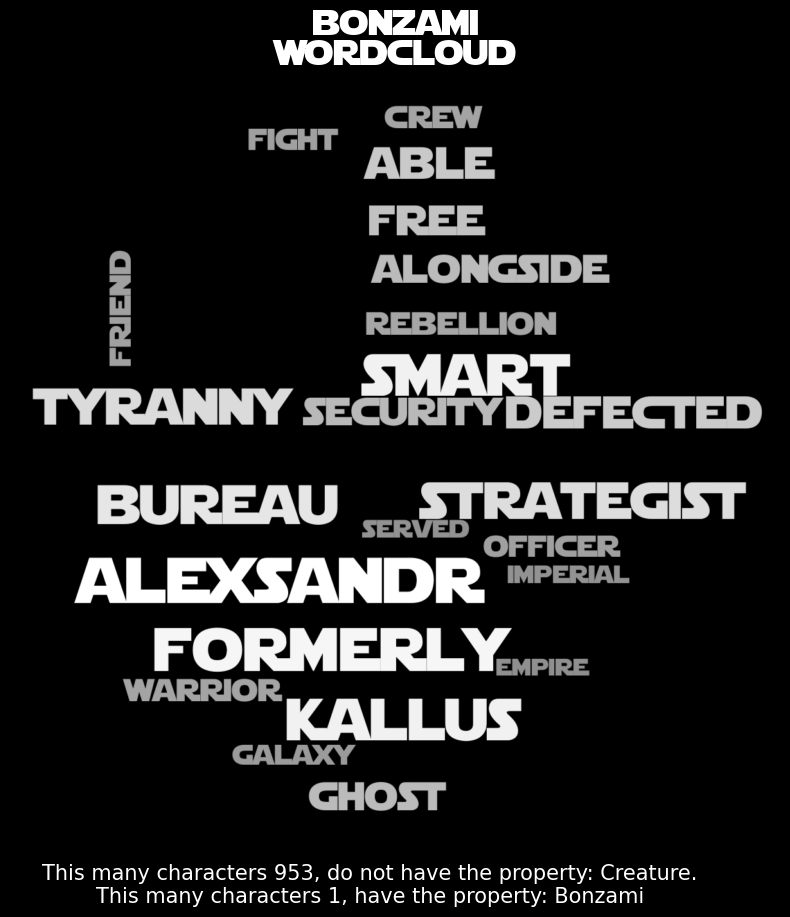 BONZAMI
WORDCLOUD
CREW
FIGHT
ABLE
FREE
FRIEND
ALONGSIDE
REBELLION
SMART
TYRANNY SECURITY DEFECTED
BUREAU STRATEGIST
SERVED
OFFICER
ALEXSANDR IMPERIAL
FORMERLY
EMPIRE
WARRIOR
KALLUS
GALAXY
GHOST
This many characters 953, do not have the property: Creature.
This many characters 1, have the property: Bonzami